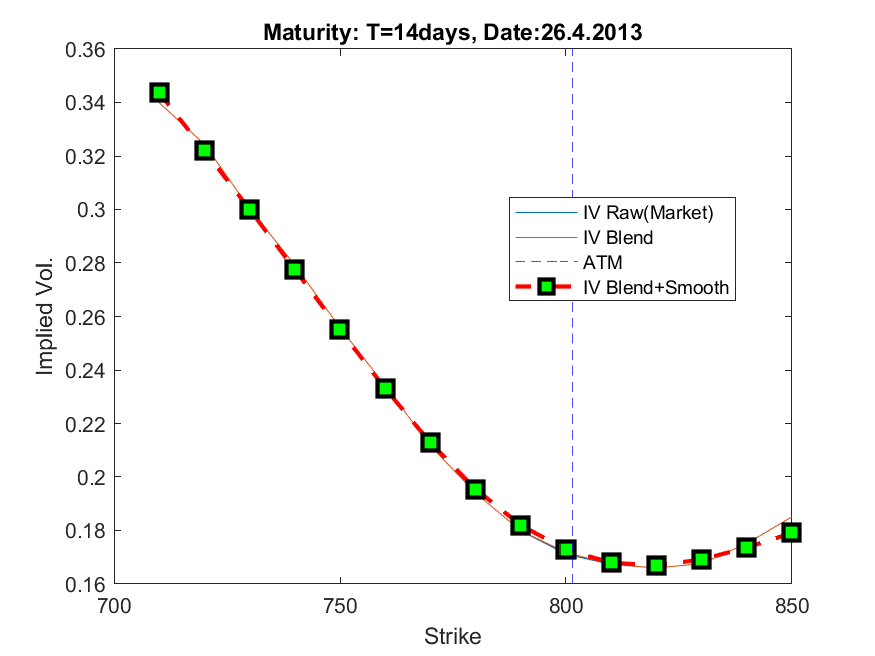 Maturity: T=14days, Date:26.4.2013
0.36
0.34
0.32
0.3
0.28
0.26
0.24
0.22
0.2
0.18
0.16
Implied Vol.
IV Raw(Market)
IV Blend
ATM
IV Blend+Smooth
700
750
800
850
Strike